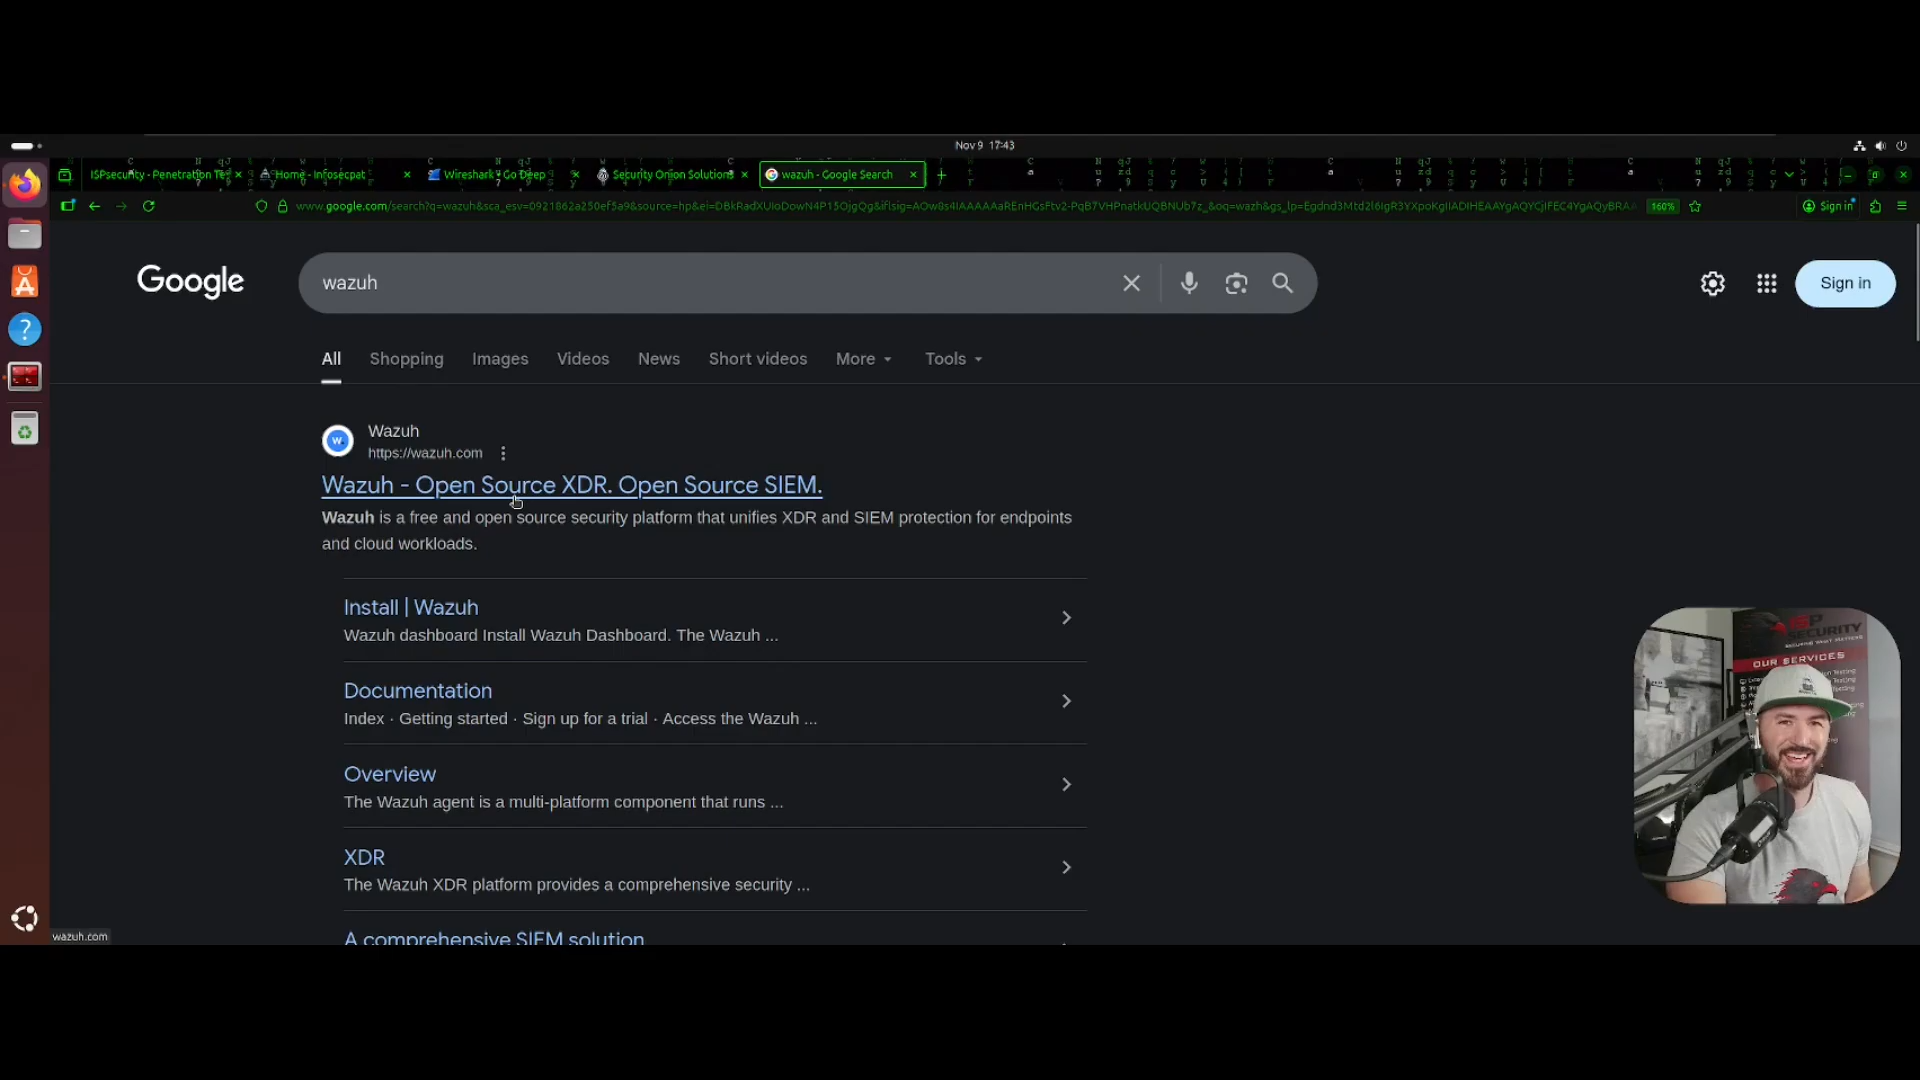 Nov 9 17:43
ISPsecurity - Penetration Te
Home - Infosecpat
Wireshark · Go Deep
Security Onion Solutions
wazuh - Google Search
160%
Sign in
Google
wazuh
Sign in
All
Shopping
Images
Videos
News
Short videos
More
Tools
Wazuh
https://wazuh.com
Wazuh - Open Source XDR. Open Source SIEM.
Wazuh is a free and open source security platform that unifies XDR and SIEM protection for endpoints
and cloud workloads.
Install | Wazuh
Wazuh dashboard Install Wazuh Dashboard. The Wazuh ...
Documentation
Index · Getting started · Sign up for a trial · Access the Wazuh ...
Overview
The Wazuh agent is a multi-platform component that runs ...
XDR
The Wazuh XDR platform provides a comprehensive security ...
A comprehensive SIEM solution
wazuh.com
SECURITY
OUR SERVICES